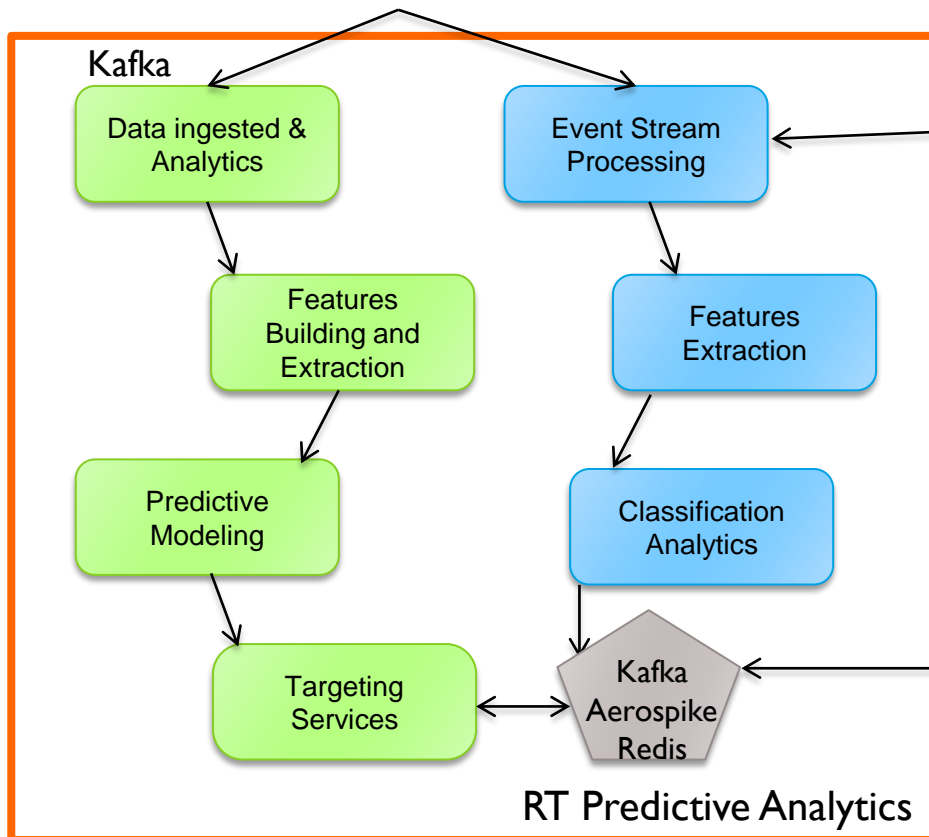 Kafka
Data ingested &
Analytics
Event Stream
Processing
Features
Building and
Extraction
Features
Extraction
Predictive
Modeling
Classification
Analytics
Targeting
Services
Kafka
Aerospike
Redis
RT Predictive Analytics